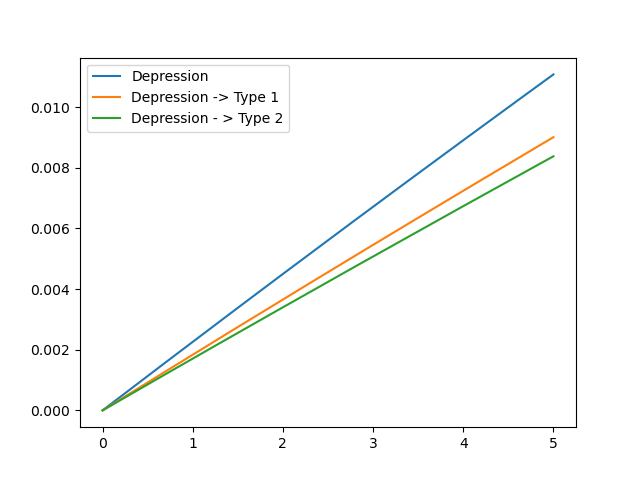 Depression
Depression -> Type 1
Depression - > Type 2
0.010
0.008
0.006
0.004
0.002
0.000
0 1 2 3 4 5